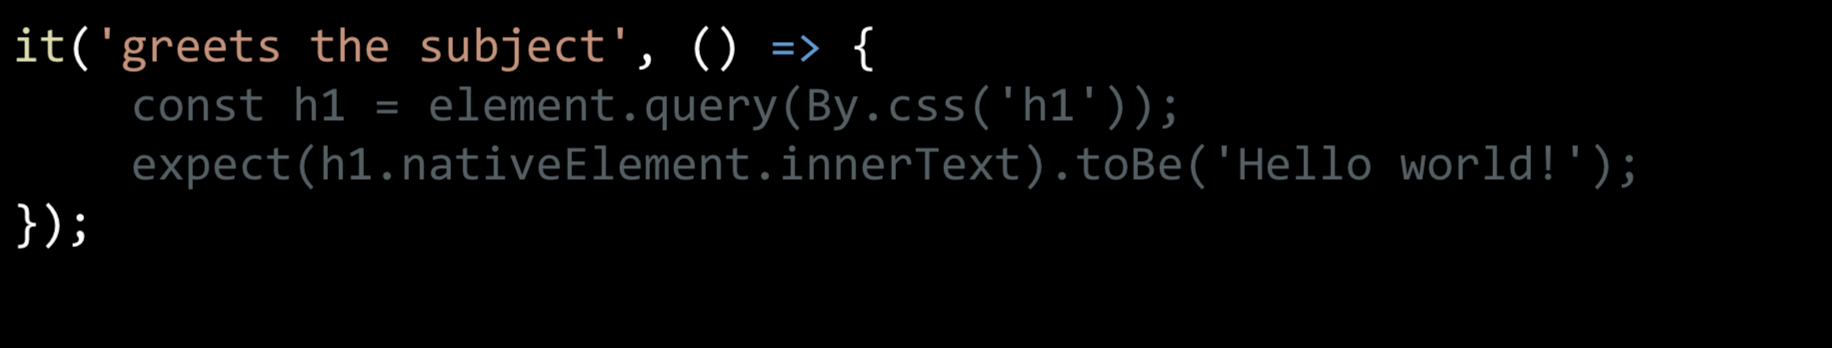 it('greets the subject', () => {
    const h1 = element.query(By.css('h1'));
    expect(h1.nativeElement.innerText).toBe('Hello world!');
});